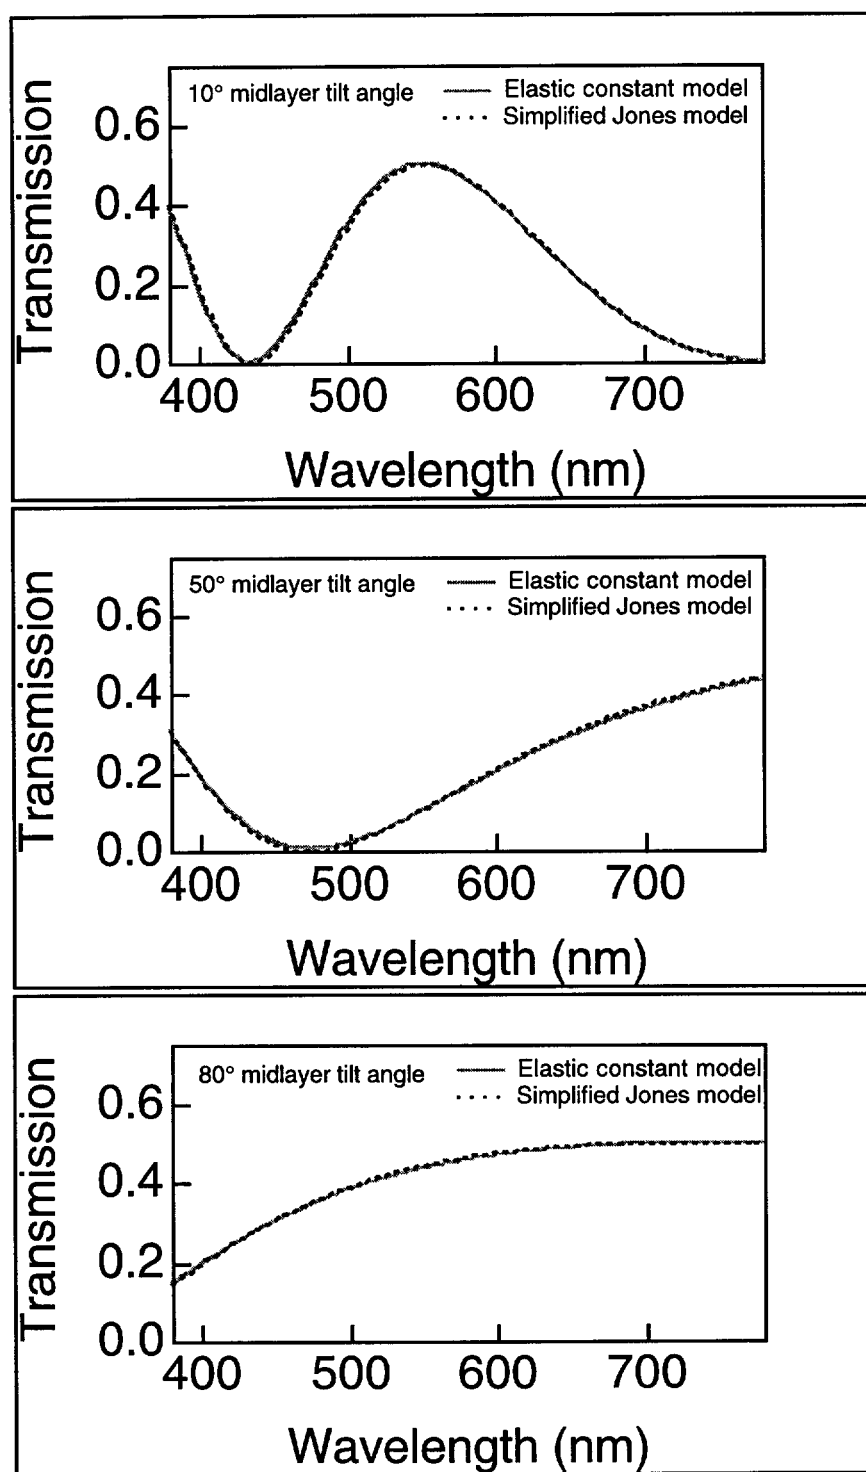 10° midlayer tilt angle
Elastic constant model
Simplified Jones model
Transmission
0.6
0.4
0.2
0.0
400 500 600 700
Wavelength (nm)
50° midlayer tilt angle
Elastic constant model
Simplified Jones model
Transmission
0.6
0.4
0.2
0.0
400 500 600 700
Wavelength (nm)
80° midlayer tilt angle
Elastic constant model
Simplified Jones model
Transmission
0.6
0.4
0.2
0.0
400 500 600 700
Wavelength (nm)